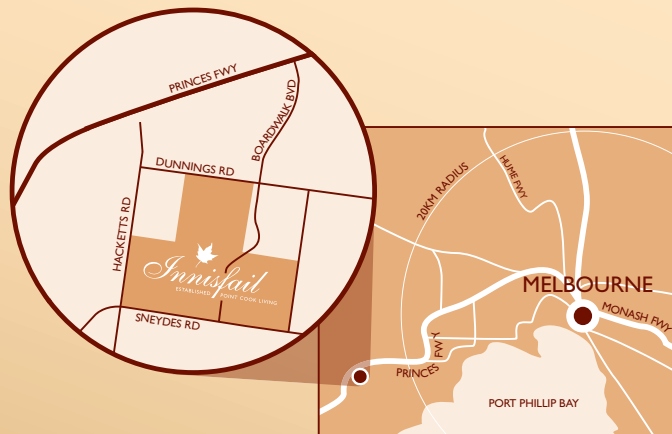 PRINCES FWY
BOARDWALK BVD
DUNNINGS RD
HACKETTS RD
Innisfail
ESTABLISHED POINT COOK LIVING
SNEYDES RD
20KM RADIUS
HUME FWY
MELBOURNE
MONASH FWY
PRINCES FWY
PORT PHILLIP BAY